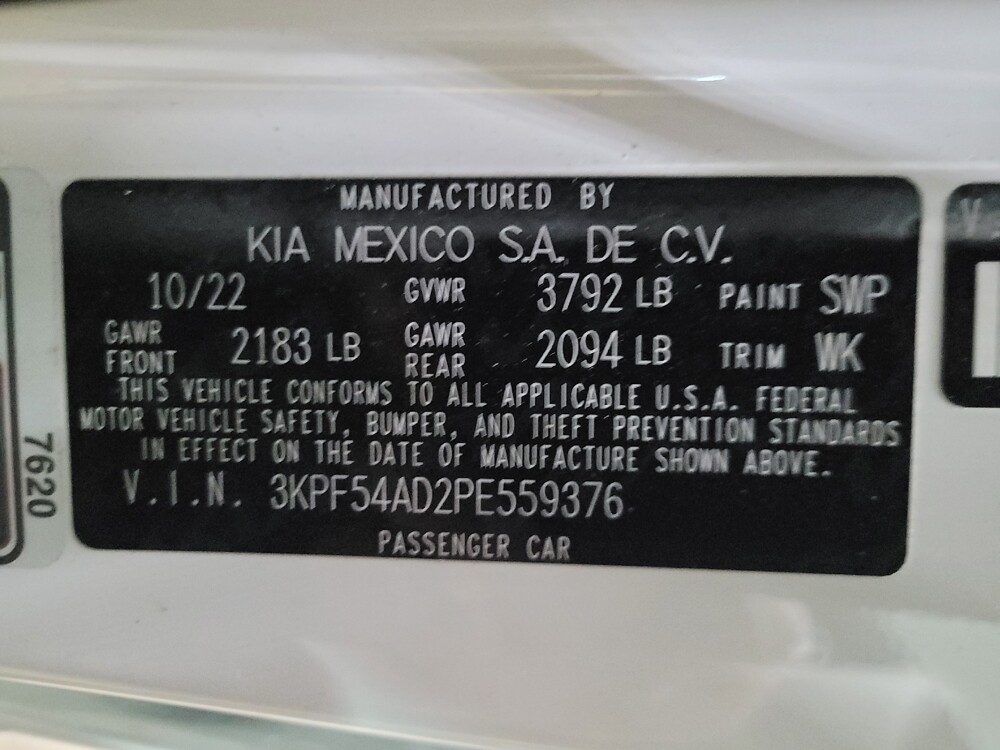 MANUFACTURED BY
KIA MEXICO S.A. DE C.V.
10/22 GVWR 3792 LB PAINT SWP
GAWR FRONT 2183 LB GAWR REAR 2094 LB TRIM WK
THIS VEHICLE CONFORMS TO ALL APPLICABLE U.S.A. FEDERAL
MOTOR VEHICLE SAFETY, BUMPER, AND THEFT PREVENTION STANDARDS
IN EFFECT ON THE DATE OF MANUFACTURE SHOWN ABOVE.
V.I.N. 3KPF54AD2PE559376
PASSENGER CAR
7620
V